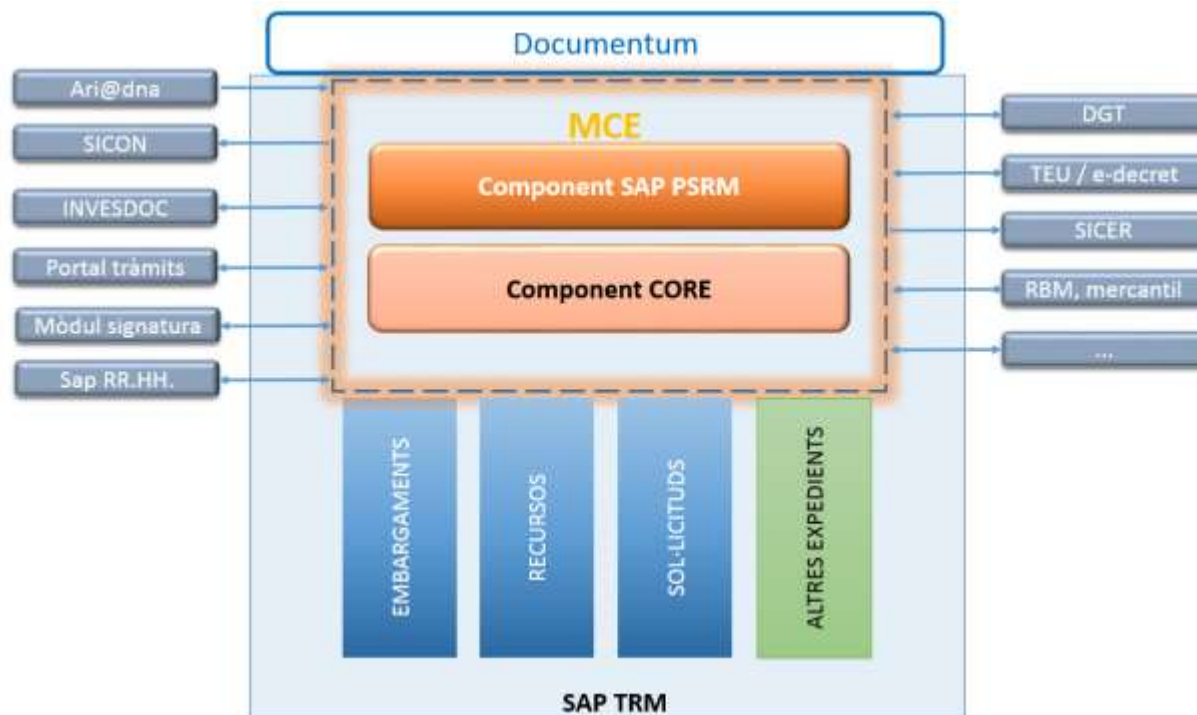 Documentum
Ari@dna
SICON
INVESDOC
Portal tràmits
Mòdul signatura
Sap RR.HH.
MCE
Component SAP PSRM
Component CORE
DGT
TEU / e-decret
SICER
RBM, mercantil
...
EMBARGAMENTS
RECURSOS
SOL·LICITUDS
ALTRES EXPEDIENTS
SAP TRM